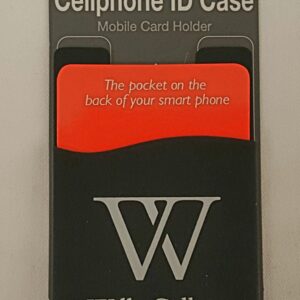 Cellphone ID Case
Mobile Card Holder
The pocket on the
back of your smart phone
W